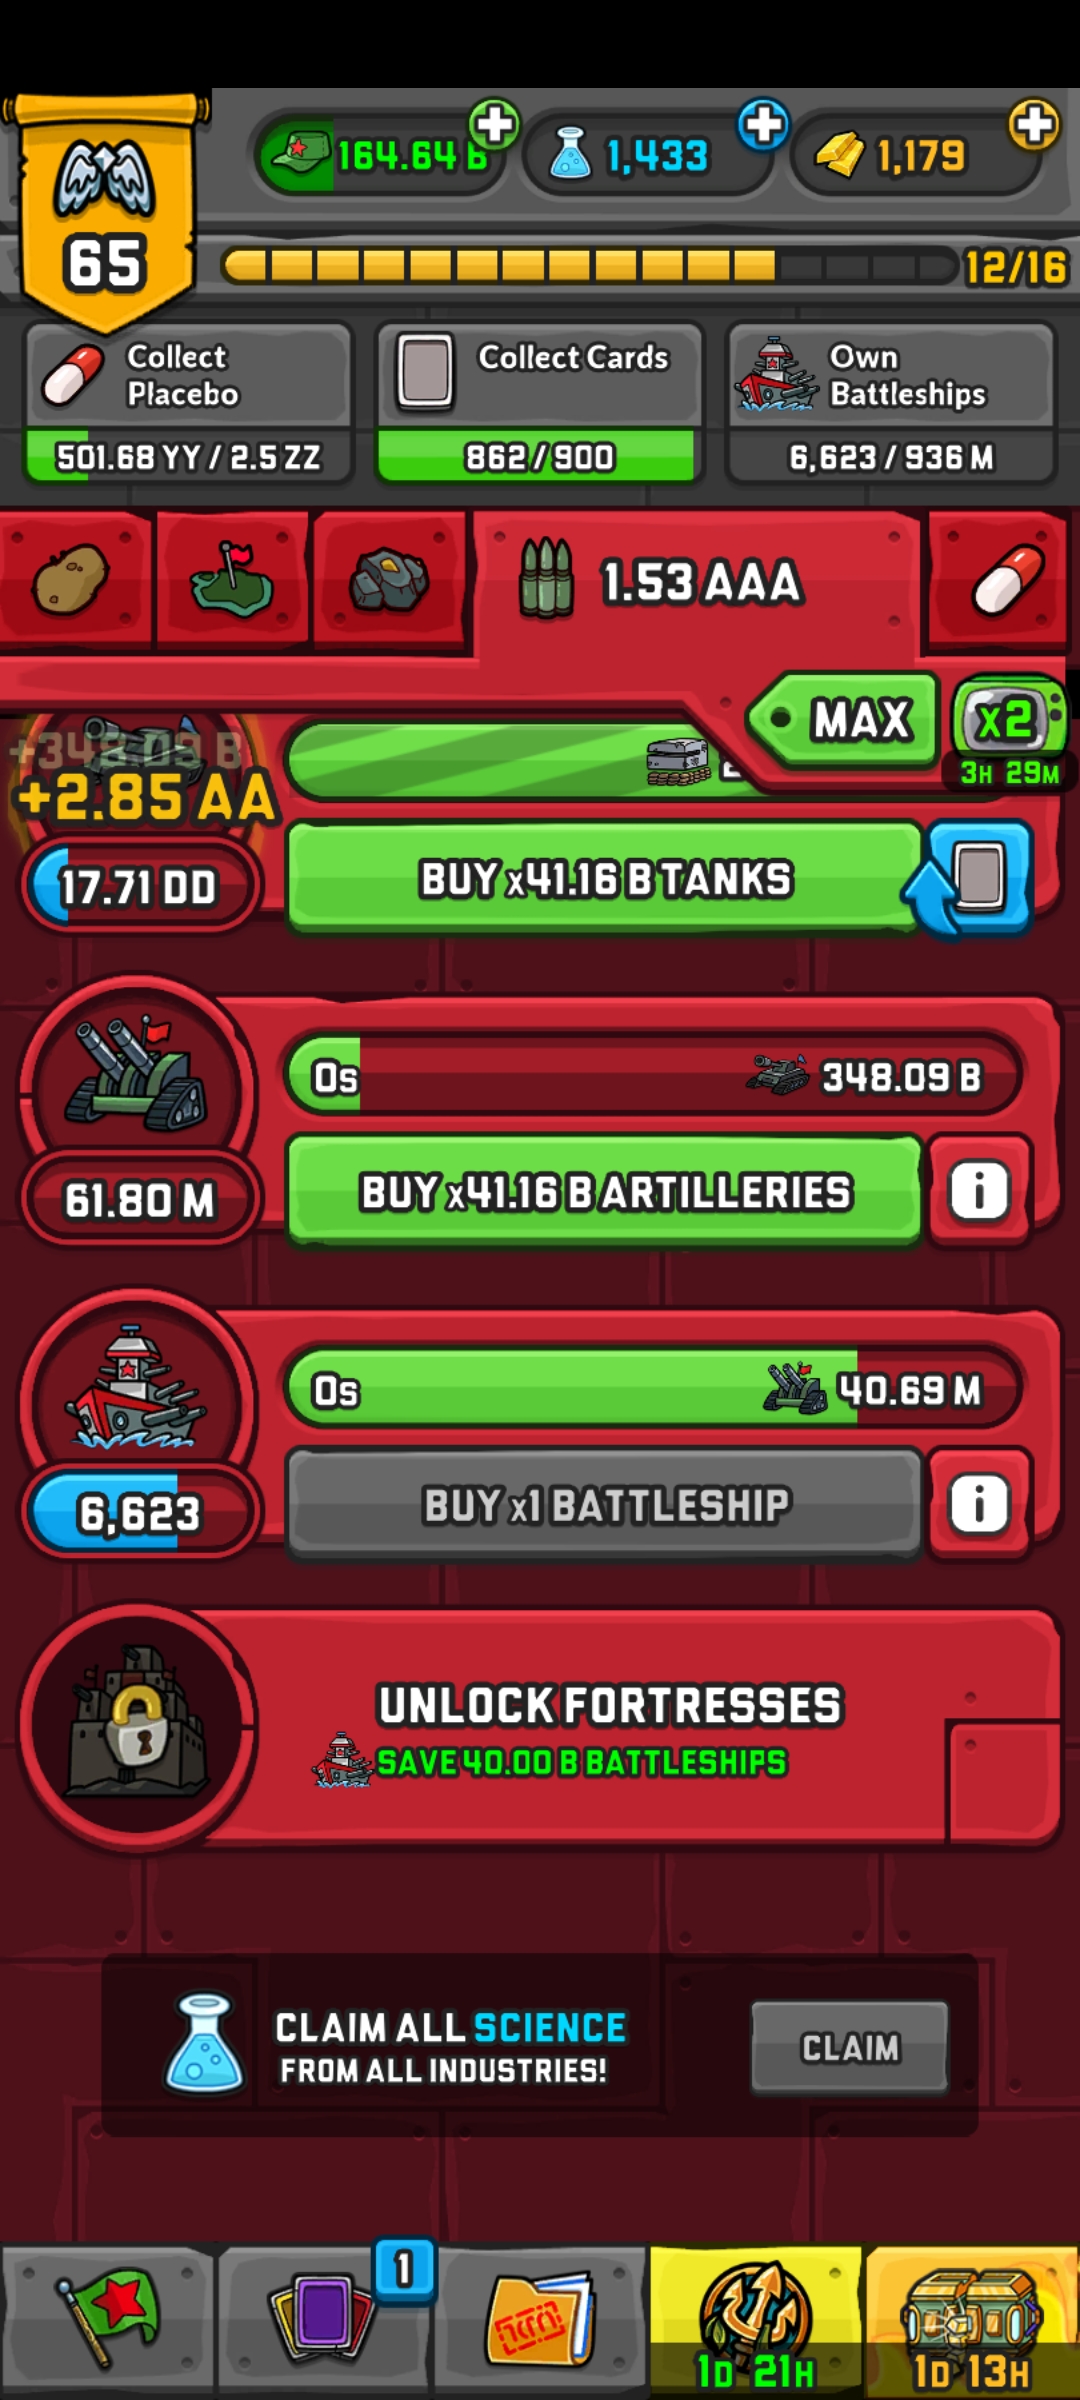 65
164.64 B
1,433
1,179
12/16
Collect
Placebo
501.68 YY / 2.5 ZZ
Collect Cards
862 / 900
Own
Battleships
6,623 / 936 M
1.53 AAA
MAX
x2
3H 29M
+348.09 B
+2.85 AA
17.71 DD
BUY x41.16 B TANKS
0s
348.09 B
61.80 M
BUY x41.16 B ARTILLERIES
i
0s
40.69 M
6,623
BUY x1 BATTLESHIP
i
UNLOCK FORTRESSES
SAVE 40.00 B BATTLESHIPS
CLAIM ALL SCIENCE
FROM ALL INDUSTRIES!
CLAIM
1
1D 21H
1D 13H